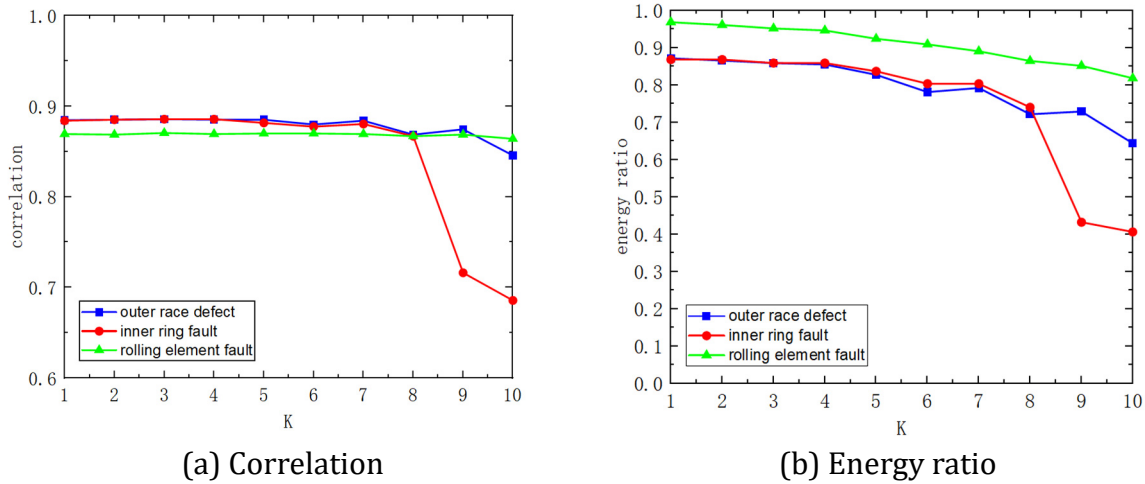 1.0
0.9
0.8
0.7
0.6
correlation
outer race defect
inner ring fault
rolling element fault
1 2 3 4 5 6 7 8 9 10
K
(a) Correlation
1.0
0.9
0.8
0.7
0.6
0.5
0.4
0.3
0.2
0.1
0.0
energy ratio
outer race defect
inner ring fault
rolling element fault
1 2 3 4 5 6 7 8 9 10
K
(b) Energy ratio